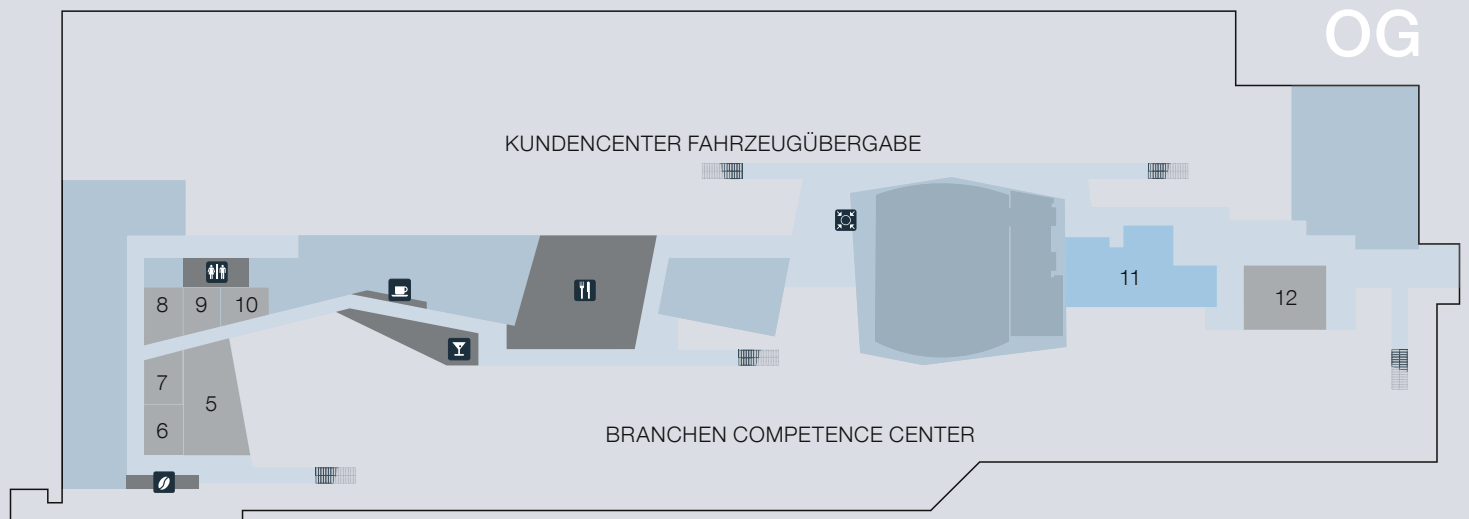 OG
KUNDENCENTER FAHRZEUGÜBERGABE
11
12
8 9 10
7
5
6
BRANCHEN COMPETENCE CENTER